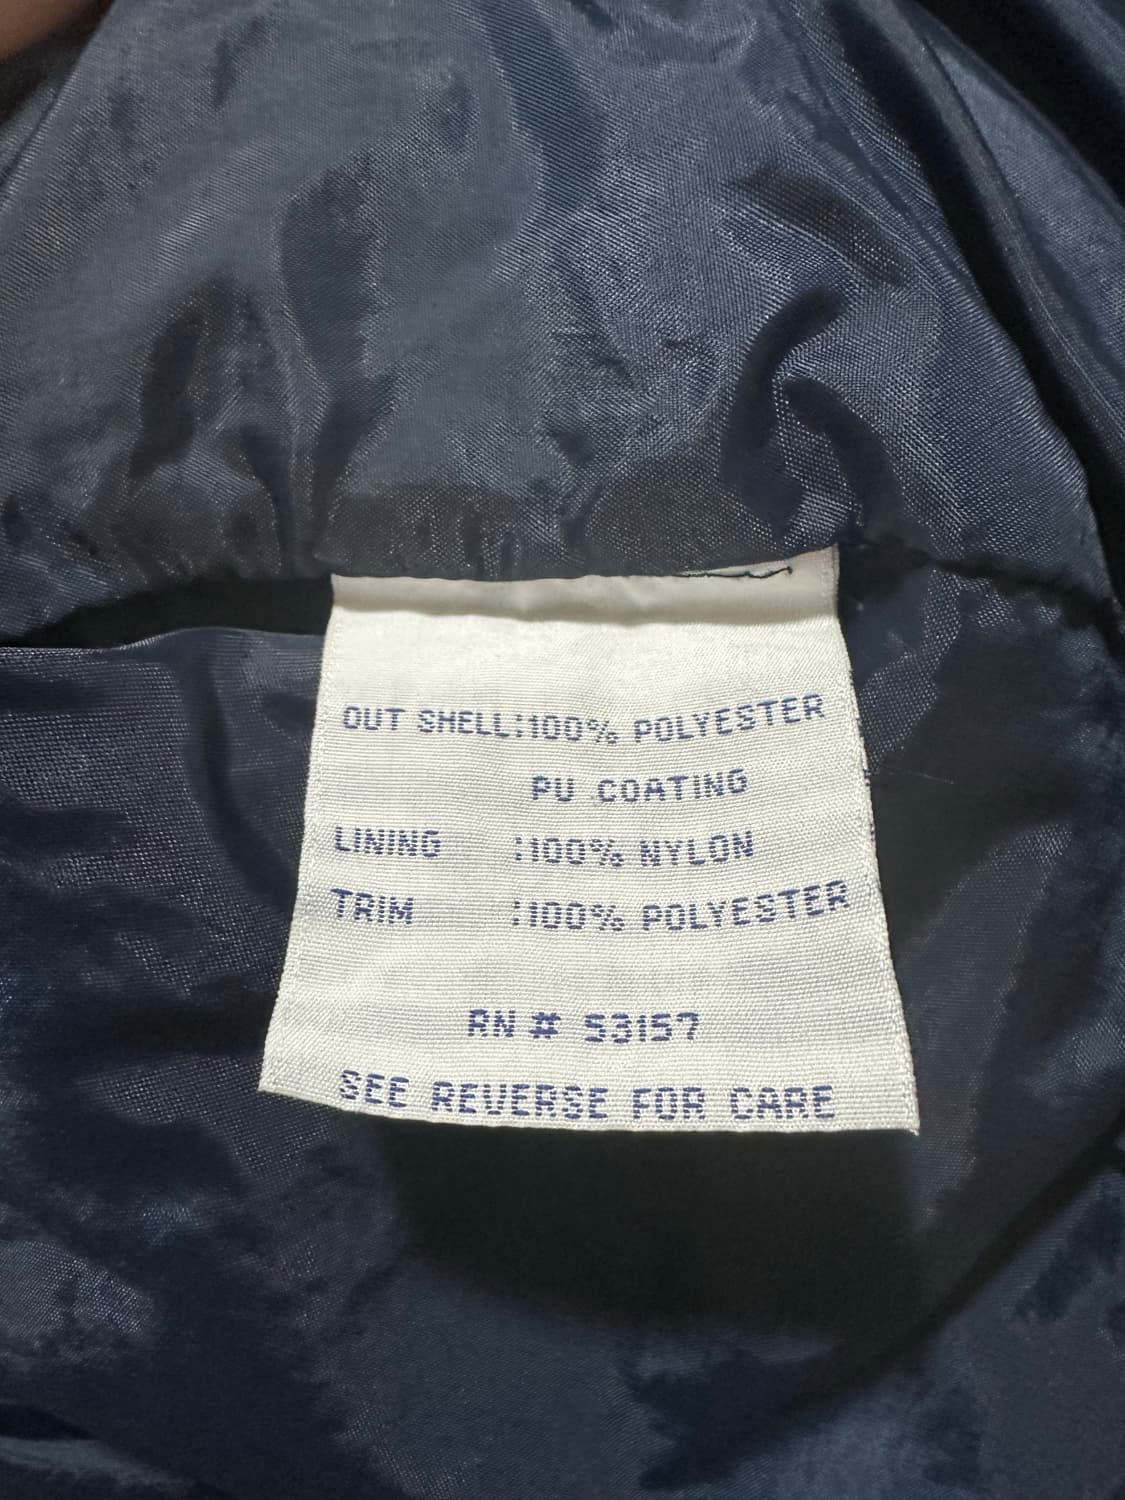 OUT SHELL:100% POLYESTER
PU COATING
LINING :100% NYLON
TRIM :100% POLYESTER
RN # 53157
SEE REVERSE FOR CARE